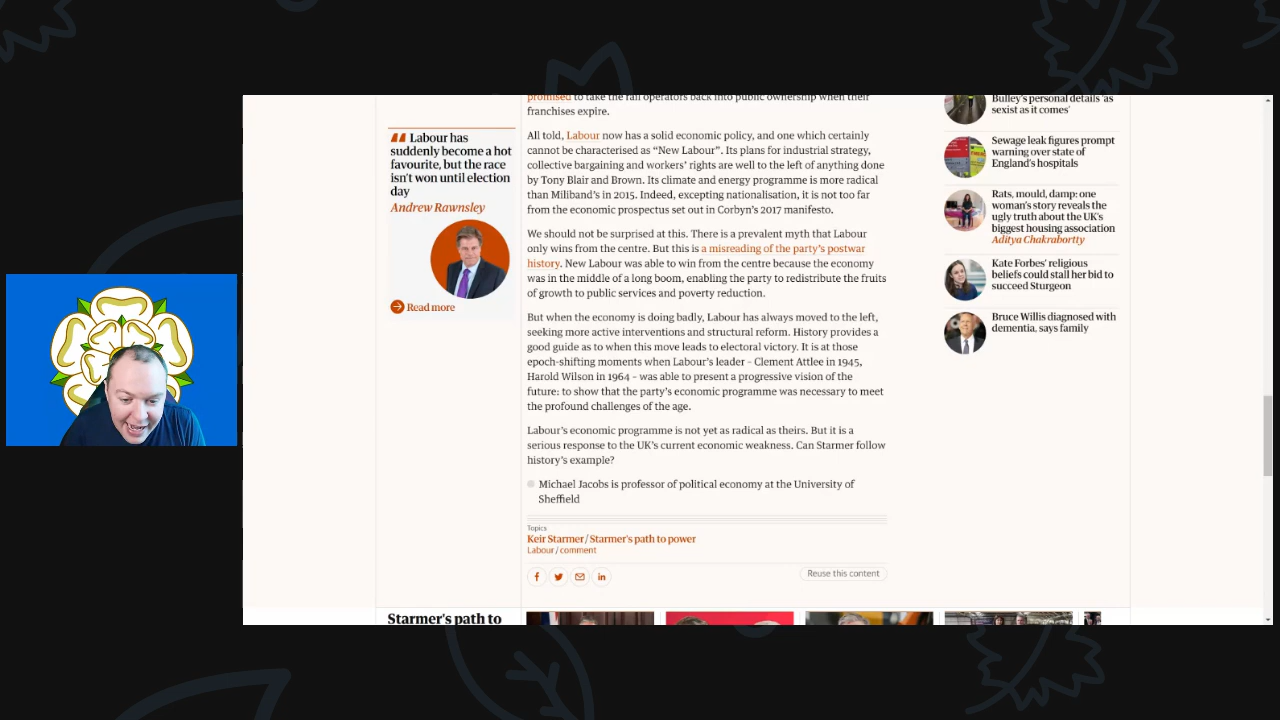 Labour has
suddenly become a hot
favourite, but the race
isn't won until election
day
Andrew Rawnsley
Read more
promised to take the rail operators back into public ownership when their
franchises expire.
All told, Labour now has a solid economic policy, and one which certainly
cannot be characterised as “New Labour”. Its plans for industrial strategy,
collective bargaining and workers’ rights are well to the left of anything done
by Tony Blair and Brown. Its climate and energy programme is more radical
than Miliband’s in 2015. Indeed, excepting nationalisation, it is not too far
from the economic prospectus set out in Corbyn’s 2017 manifesto.
We should not be surprised at this. There is a prevalent myth that Labour
only wins from the centre. But this is a misreading of the party’s postwar
history. New Labour was able to win from the centre because the economy
was in the middle of a long boom, enabling the party to redistribute the fruits
of growth to public services and poverty reduction.
But when the economy is doing badly, Labour has always moved to the left,
seeking more active interventions and structural reform. History provides a
good guide as to when this move leads to electoral victory. It is at those
epoch-shifting moments when Labour’s leader – Clement Attlee in 1945,
Harold Wilson in 1964 – was able to present a progressive vision of the
future: to show that the party’s economic programme was necessary to meet
the profound challenges of the age.
Labour’s economic programme is not yet as radical as theirs. But it is a
serious response to the UK’s current economic weakness. Can Starmer follow
history’s example?
Michael Jacobs is professor of political economy at the University of
Sheffield
Topics
Keir Starmer / Starmer's path to power
Labour / comment
Reuse this content
Starmer's path to
Bulley's personal details ‘as
sexist as it comes’
Sewage leak figures prompt
warning over state of
England’s hospitals
Rats, mould, damp: one
woman’s story reveals the
ugly truth about the UK’s
biggest housing association
Aditya Chakrabortty
Kate Forbes’ religious
beliefs could stall her bid to
succeed Sturgeon
Bruce Willis diagnosed with
dementia, says family